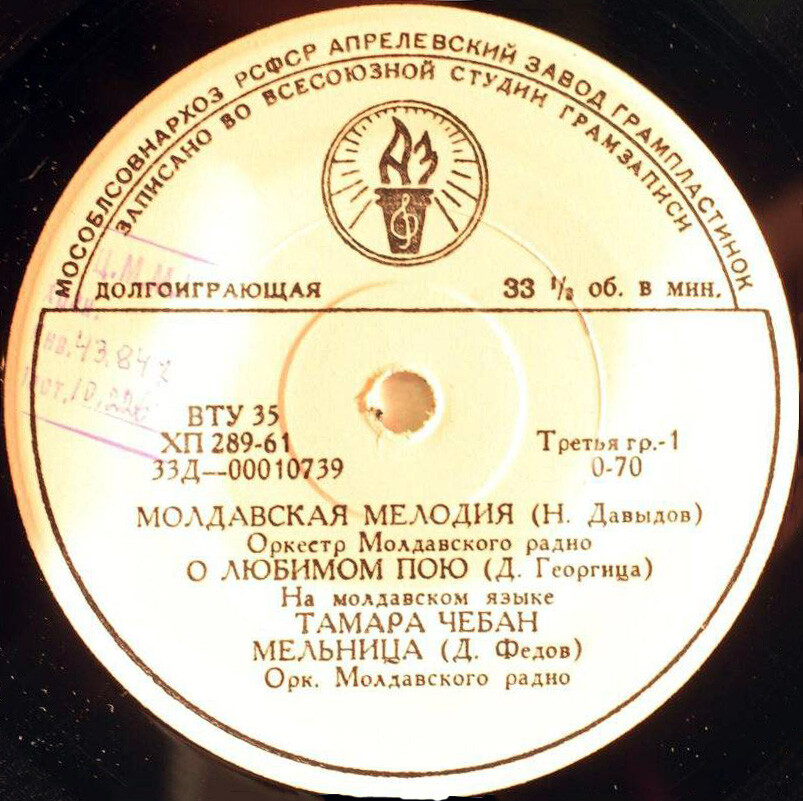 МОСОБЛСОВНАРХОЗ РСФСР АПРЕЛЕВСКИЙ ЗАВОД ГРАМПЛАСТИНОК
ЗАПИСАНО ВО ВСЕСОЮЗНОЙ СТУДИИ ГРАМЗАПИСИ
АЗ
ДОЛГОИГРАЮЩАЯ 33 1/3 об. в мин.
43.847
ВТУ 35
ХП 289-61 Третья гр.-1
33Д—00010739 0-70
МОЛДАВСКАЯ МЕЛОДИЯ (Н. Давыдов)
Оркестр Молдавского радио
О ЛЮБИМОМ ПОЮ (Д. Георгица)
На молдавском языке
ТАМАРА ЧЕБАН
МЕЛЬНИЦА (Д. Федов)
Орк. Молдавского радио